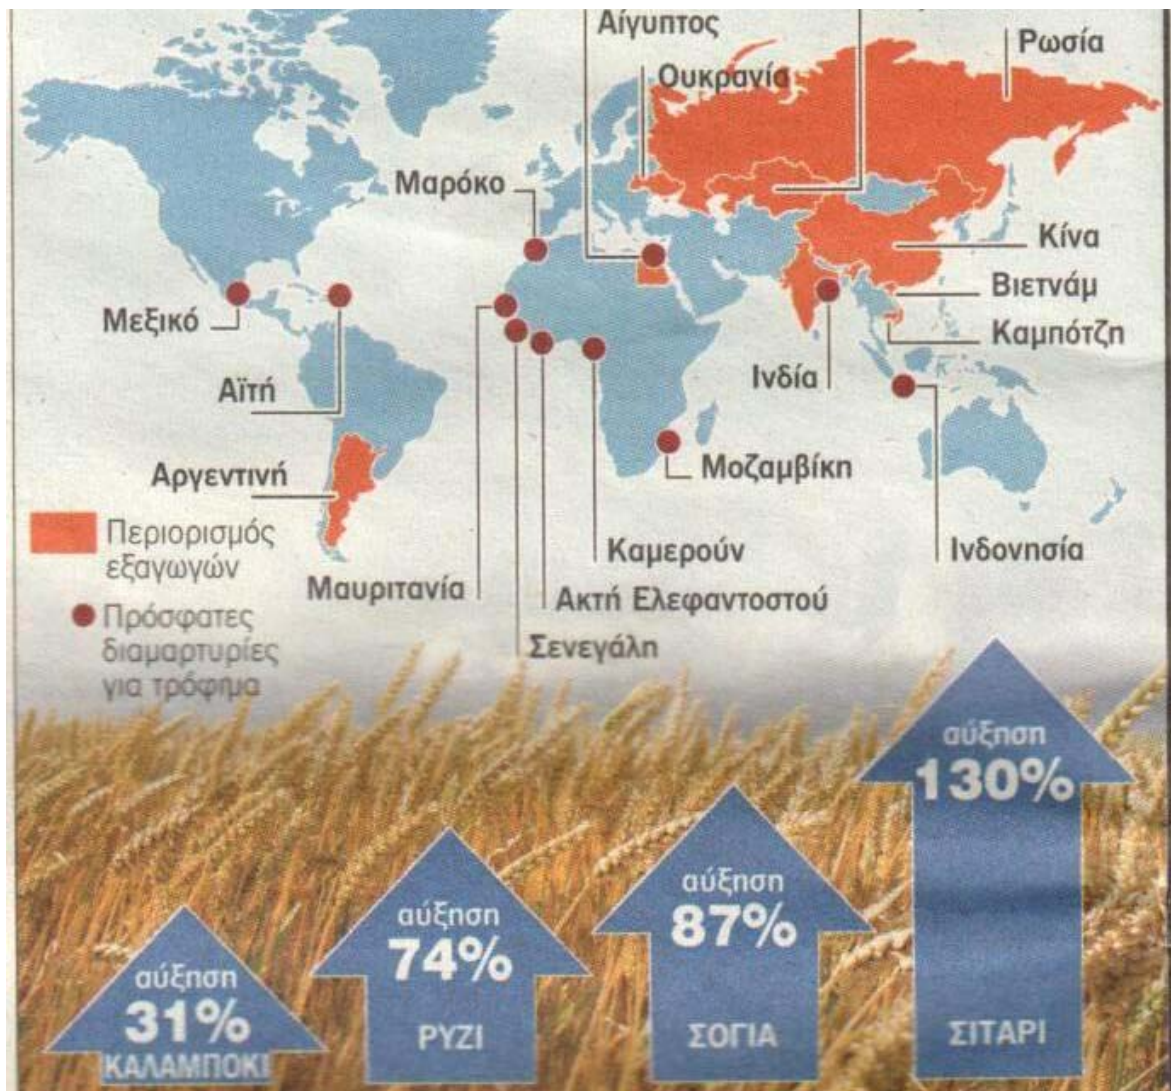 Αίγυπτος
Ρωσία
Ουκρανία
Μαρόκο
Κίνα
Βιετνάμ
Μεξικό
Καμπότζη
Ινδία
Αϊτή
Μοζαμβίκη
Αργεντινή
Περιορισμός
εξαγωγών
Καμερούν
Ινδονησία
Μαυριτανία
Ακτή Ελεφαντοστού
Πρόσφατες
διαμαρτυρίες
για τρόφιμα
Σενεγάλη
αύξηση
31%
ΚΑΛΑΜΠΟΚΙ
αύξηση
74%
ΡΥΖΙ
αύξηση
87%
ΣΟΓΙΑ
αύξηση
130%
ΣΙΤΑΡΙ